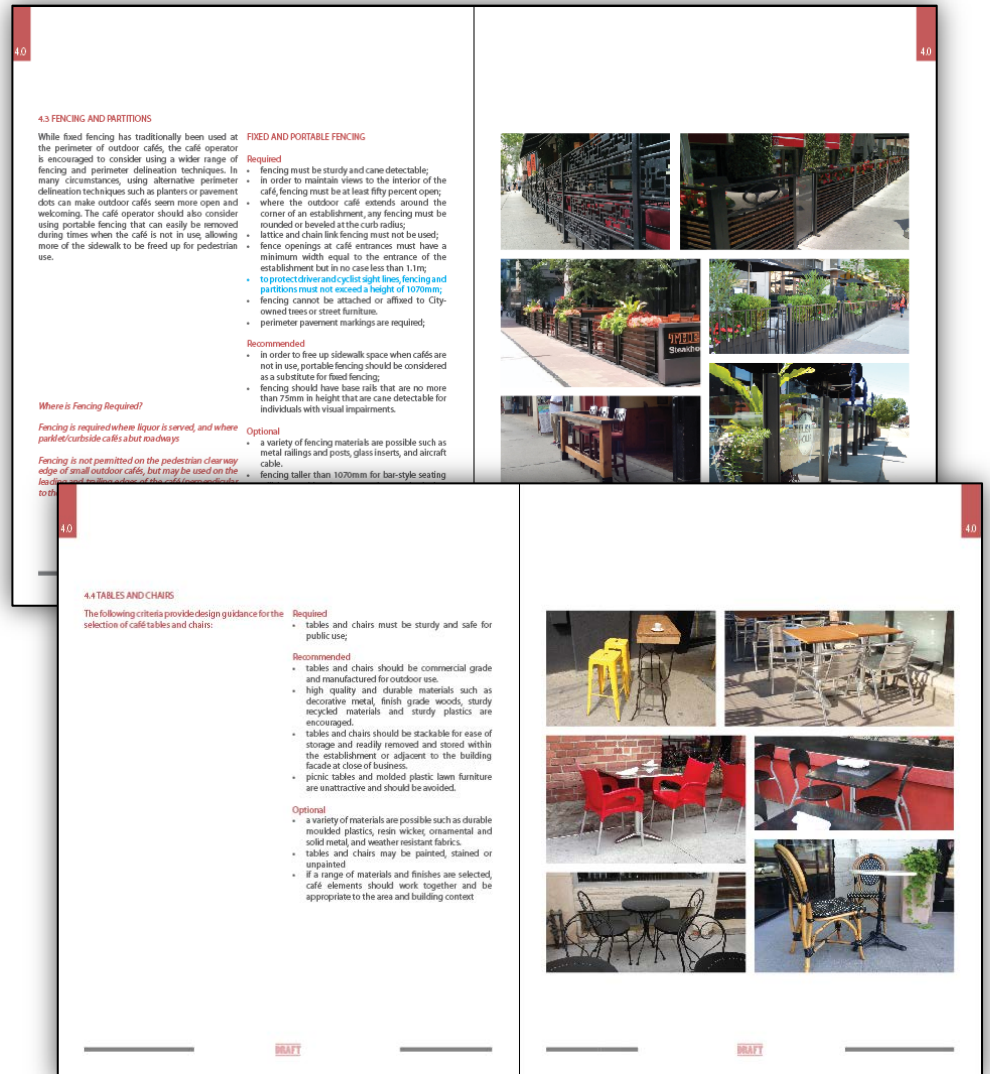 4.0
4.0
4.3 FENCING AND PARTITIONS
While fixed fencing has traditionally been used at
the perimeter of outdoor cafés, the café operator
is encouraged to consider using a wider range of
fencing and perimeter delineation techniques. In
many circumstances, using alternative perimeter
delineation techniques such as planters or pavement
dots can make outdoor cafés seem more open and
welcoming. The café operator should also consider
using portable fencing that can easily be removed
during times when the café is not in use, allowing
more of the sidewalk to be freed up for pedestrian
use.
Where is Fencing Required?
Fencing is required where liquor is served, and where
parklet/curbside cafés abut roadways
Fencing is not permitted on the pedestrian clearway
edge of small outdoor cafés, but may be used on the
leading and trailing edges of the café (perpendicular
to the
FIXED AND PORTABLE FENCING
Required
• fencing must be sturdy and cane detectable;
• in order to maintain views to the interior of the
café, fencing must be at least fifty percent open;
• where the outdoor café extends around the
corner of an establishment, any fencing must be
rounded or beveled at the curb radius;
• lattice and chain link fencing must not be used;
• fence openings at café entrances must have a
minimum width equal to the entrance of the
establishment but in no case less than 1.1m;
• to protect driver and cyclist sight lines, fencing and
partitions must not exceed a height of 1070mm;
• fencing cannot be attached or affixed to City-
owned trees or street furniture.
• perimeter pavement markings are required;
Recommended
• in order to free up sidewalk space when cafés are
not in use, portable fencing should be considered
as a substitute for fixed fencing;
• fencing should have base rails that are no more
than 75mm in height that are cane detectable for
individuals with visual impairments.
Optional
• a variety of fencing materials are possible such as
metal railings and posts, glass inserts, and aircraft
cable.
• fencing taller than 1070mm for bar-style seating
THE
Steakho
4.0
4.0
4.4 TABLES AND CHAIRS
The following criteria provide design guidance for the
selection of café tables and chairs:
Required
• tables and chairs must be sturdy and safe for
public use;
Recommended
• tables and chairs should be commercial grade
and manufactured for outdoor use.
• high quality and durable materials such as
decorative metal, finish grade woods, sturdy
recycled materials and sturdy plastics are
encouraged.
• tables and chairs should be stackable for ease of
storage and readily removed and stored within
the establishment or adjacent to the building
facade at close of business.
• picnic tables and molded plastic lawn furniture
are unattractive and should be avoided.
Optional
• a variety of materials are possible such as durable
moulded plastics, resin wicker, ornamental and
solid metal, and weather resistant fabrics.
• tables and chairs may be painted, stained or
unpainted
• if a range of materials and finishes are selected,
café elements should work together and be
appropriate to the area and building context
DRAFT
DRAFT